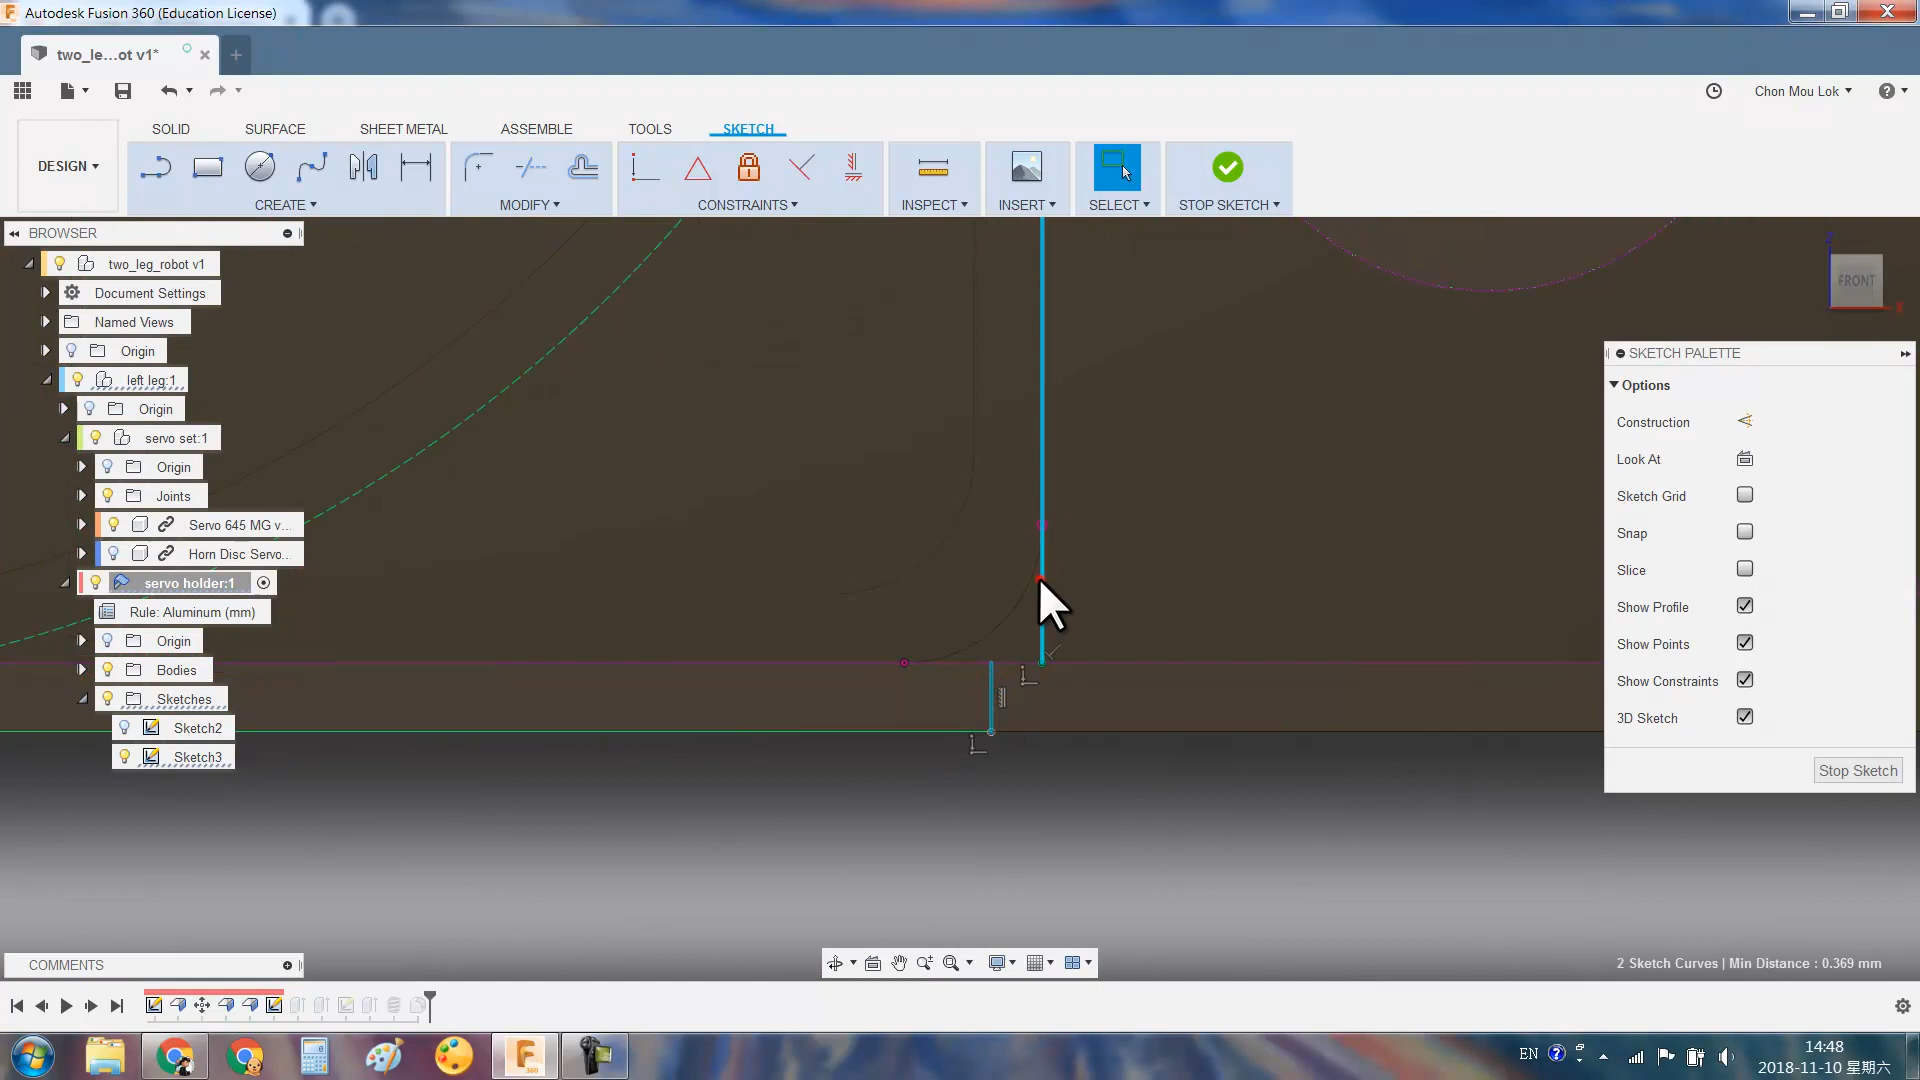 Autodesk Fusion 360 (Education License)
two_le...ot v1*
Chon Mou Lok
SOLID SURFACE SHEET METAL ASSEMBLE TOOLS SKETCH
DESIGN
CREATE MODIFY CONSTRAINTS INSPECT INSERT SELECT STOP SKETCH
BROWSER
two_leg_robot v1
Document Settings
Named Views
Origin
left leg:1
Origin
servo set:1
Origin
Joints
Servo 645 MG v...
Horn Disc Servo...
servo holder:1
Rule: Aluminum (mm)
Origin
Bodies
Sketches
Sketch2
Sketch3
Z
FRONT
X
SKETCH PALETTE
Options
Construction
Look At
Sketch Grid
Snap
Slice
Show Profile
Show Points
Show Constraints
3D Sketch
Stop Sketch
COMMENTS
2 Sketch Curves | Min Distance : 0.369 mm
360
EN
14:48
2018-11-10 星期六